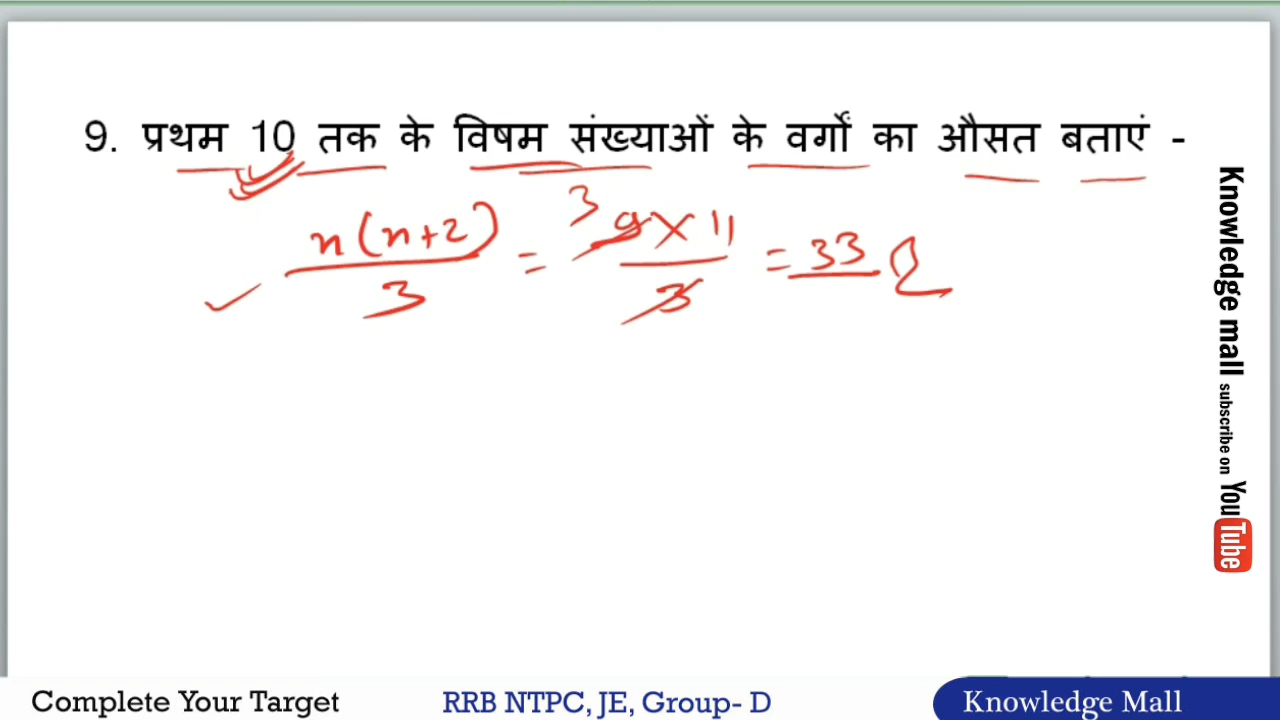 9. प्रथम 10 तक के विषम संख्याओं के वर्गों का औसत बताएं -
n(n+2)/3 = 3 9×11/3 = 33
Knowledge mall subscribe on YouTube
Complete Your Target
RRB NTPC, JE, Group- D
Knowledge Mall